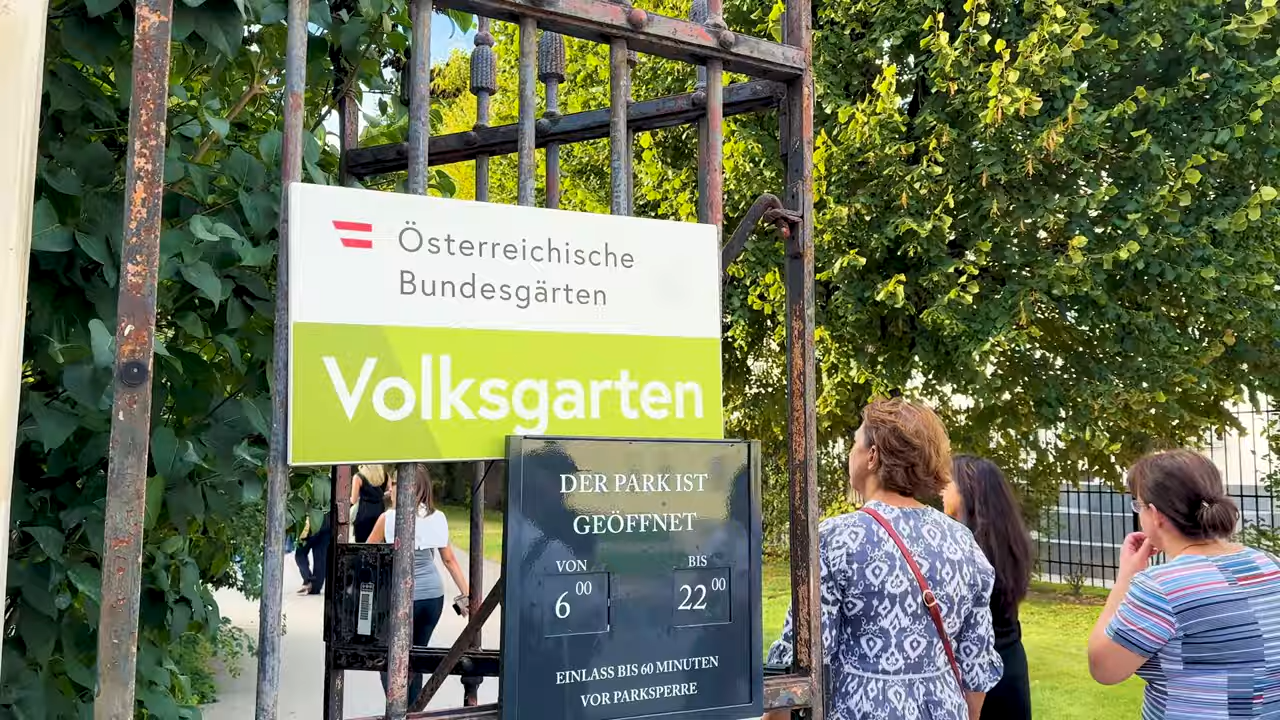 Österreichische
Bundesgärten
Volksgarten
DER PARK IST
GEÖFFNET
VON BIS
6 00 22 00
EINLASS BIS 60 MINUTEN
VOR PARKSPERRE